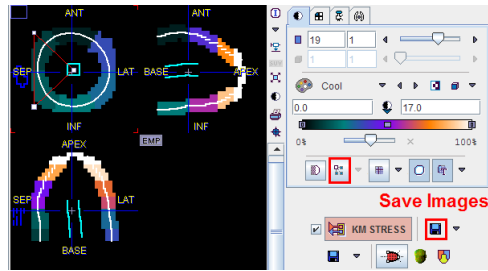 ANT
SEP
LAT
INF
ANT
BASE
APEX
INF
EMP
APEX
SEP
LAT
BASE
19
1
1
1
Cool
0.0
17.0
0%
100%
Save Images
KM STRESS